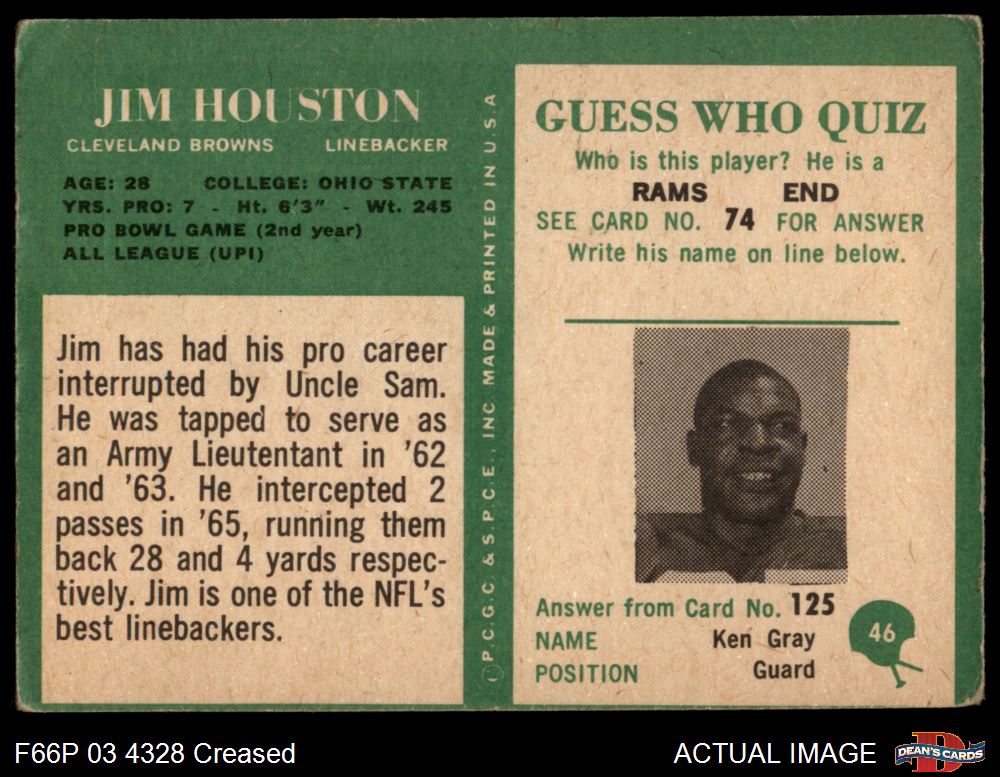 JIM HOUSTON
CLEVELAND BROWNS LINEBACKER
AGE: 28 COLLEGE: OHIO STATE
YRS. PRO: 7 - Ht. 6'3" - Wt. 245
PRO BOWL GAME (2nd year)
ALL LEAGUE (UPI)
Jim has had his pro career
interrupted by Uncle Sam.
He was tapped to serve as
an Army Lieutentant in '62
and '63. He intercepted 2
passes in '65, running them
back 28 and 4 yards respec-
tively. Jim is one of the NFL's
best linebackers.
©P.C.G.C. & S.P.C.E., INC. MADE & PRINTED IN U.S.A
GUESS WHO QUIZ
Who is this player? He is a
RAMS END
SEE CARD NO. 74 FOR ANSWER
Write his name on line below.
Answer from Card No. 125
NAME Ken Gray
POSITION Guard
46
F66P 03 4328 Creased
ACTUAL IMAGE
DEAN'S CARDS